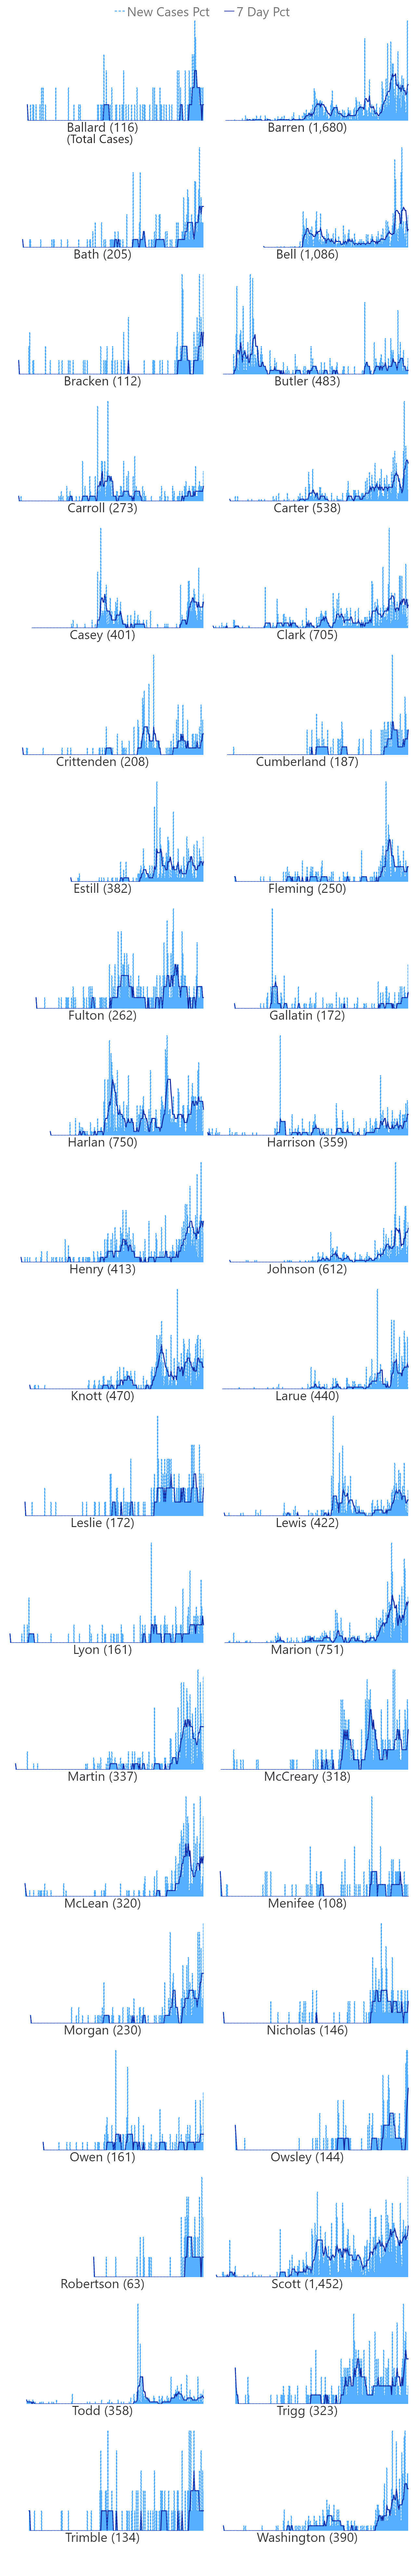 New Cases Pct 7 Day Pct
Ballard (116) Barren (1,680)
(Total Cases)
Bath (205) Bell (1,086)
Bracken (112) Butler (483)
Carroll (273) Carter (538)
Casey (401) Clark (705)
Crittenden (208) Cumberland (187)
Estill (382) Fleming (250)
Fulton (262) Gallatin (172)
Harlan (750) Harrison (359)
Henry (413) Johnson (612)
Knott (470) Larue (440)
Leslie (172) Lewis (422)
Lyon (161) Marion (751)
Martin (337) McCreary (318)
McLean (320) Menifee (108)
Morgan (230) Nicholas (146)
Owen (161) Owsley (144)
Robertson (63) Scott (1,452)
Todd (358) Trigg (323)
Trimble (134) Washington (390)